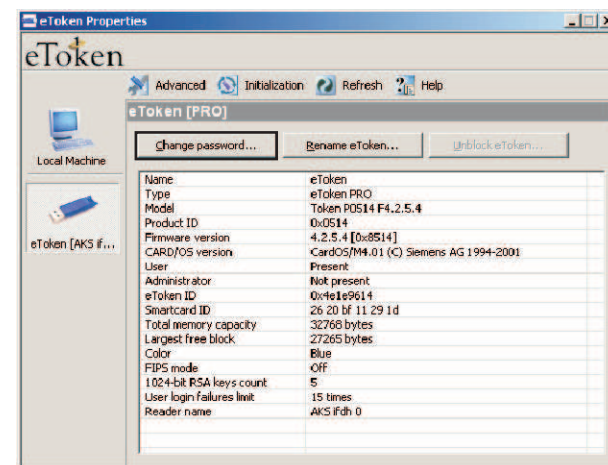 eToken Properties
eToken
Advanced Initialization Refresh Help
eToken [PRO]
Change password... Rename eToken... Unblock eToken...
Local Machine
eToken [AKS if...
Name eToken
Type eToken PRO
Model Token P0514 F4.2.5.4
Product ID 0x0514
Firmware version 4.2.5.4 [0x8514]
CARD/OS version CardOS/M4.01 (C) Siemens AG 1994-2001
User Present
Administrator Not present
eToken ID 0x4e1e9614
Smartcard ID 26 20 bf 11 29 1d
Total memory capacity 32768 bytes
Largest free block 27265 bytes
Color Blue
FIPS mode Off
1024-bit RSA keys count 5
User login failures limit 15 times
Reader name AKS ifdh 0